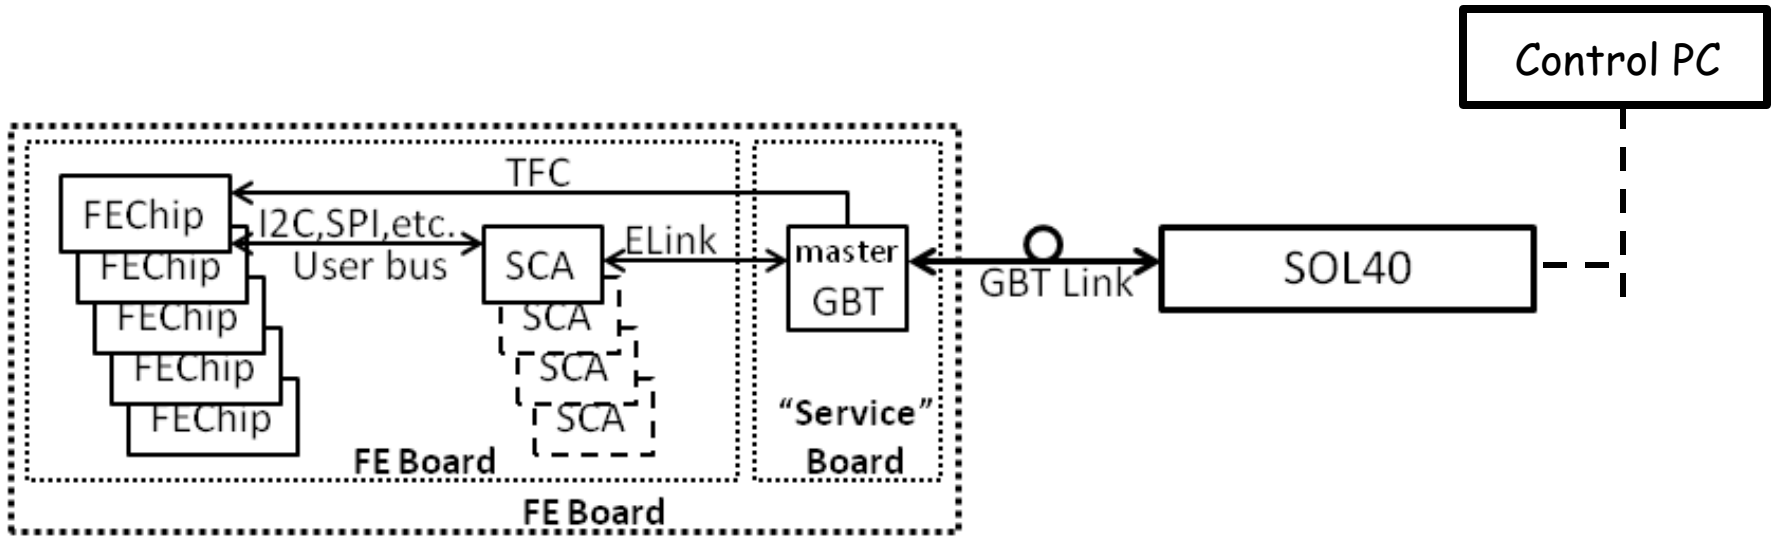 Control PC
TFC
FEChip
I2C,SPI,etc.
User bus
SCA
ELink
master
GBT
GBT Link
SOL40
FEChip
FEChip
FEChip
FEChip
SCA
SCA
SCA
“Service”
Board
FE Board
FE Board